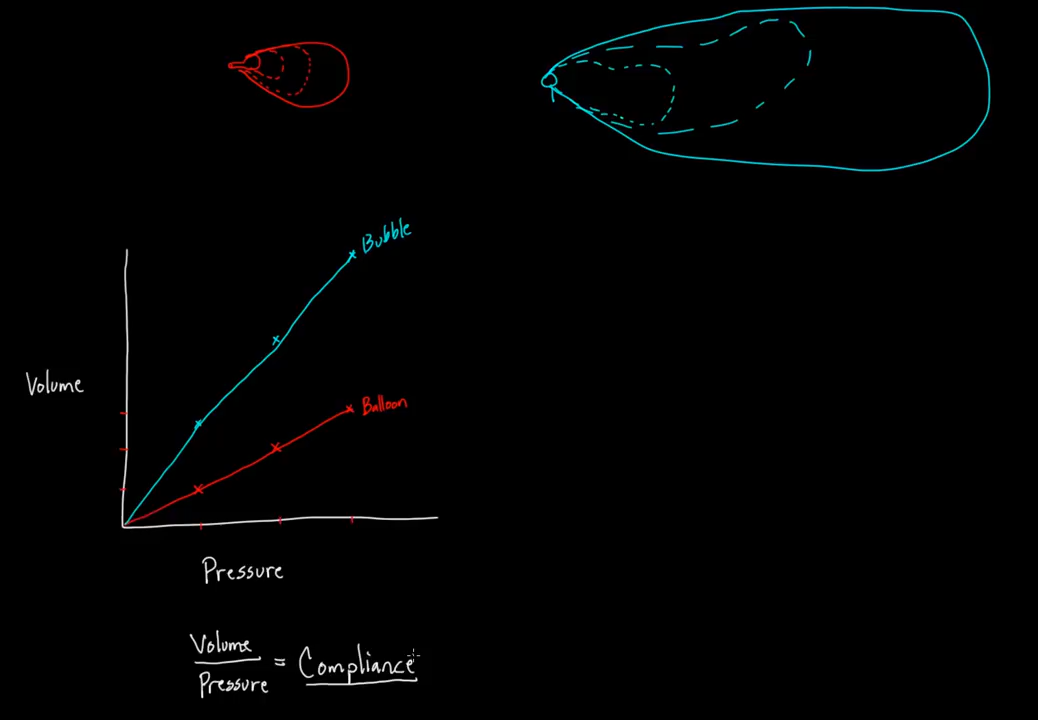 Bubble
Volume
Balloon
Pressure
Volume
Pressure = Compliance